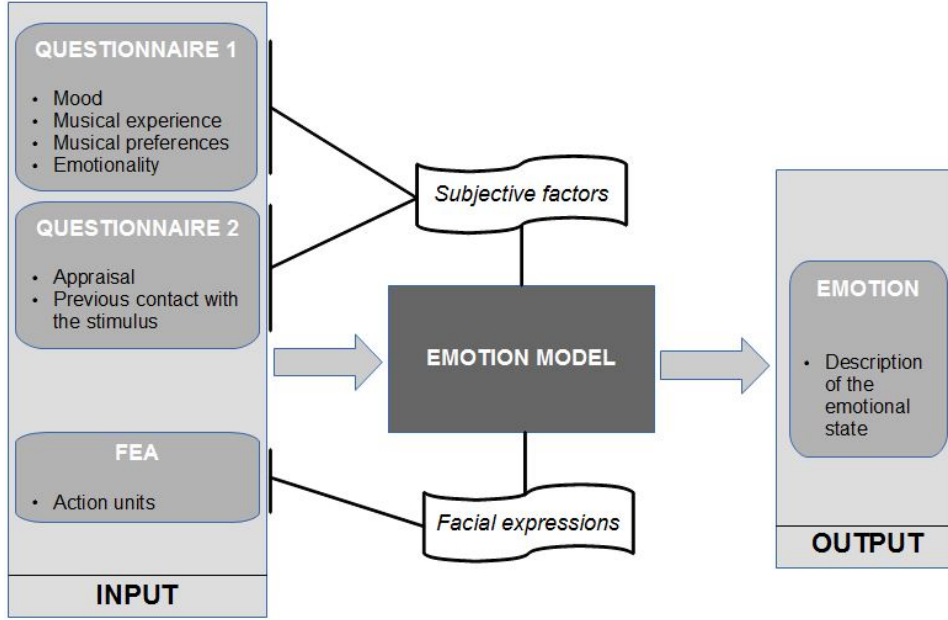 QUESTIONNAIRE 1
• Mood
• Musical experience
• Musical preferences
• Emotionality
QUESTIONNAIRE 2
• Appraisal
• Previous contact with
the stimulus
FEA
• Action units
INPUT
Subjective factors
EMOTION MODEL
Facial expressions
EMOTION
• Description
of the
emotional
state
OUTPUT